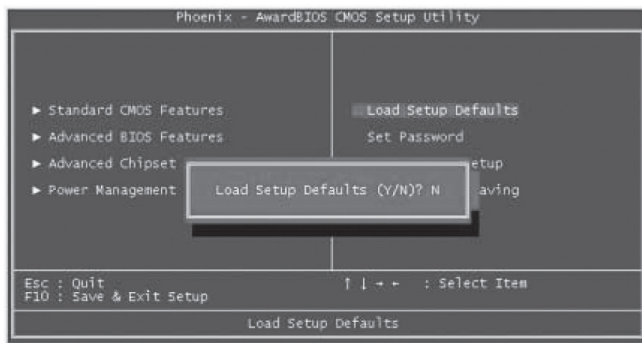 Phoenix - AwardBIOS CMOS Setup Utility
► Standard CMOS Features
► Advanced BIOS Features
► Advanced Chipset
► Power Management
Load Setup Defaults
Set Password
etup
aving
Load Setup Defaults (Y/N)? N
Esc : Quit
F10 : Save & Exit Setup
↑ ↓ → ← : Select Item
Load Setup Defaults